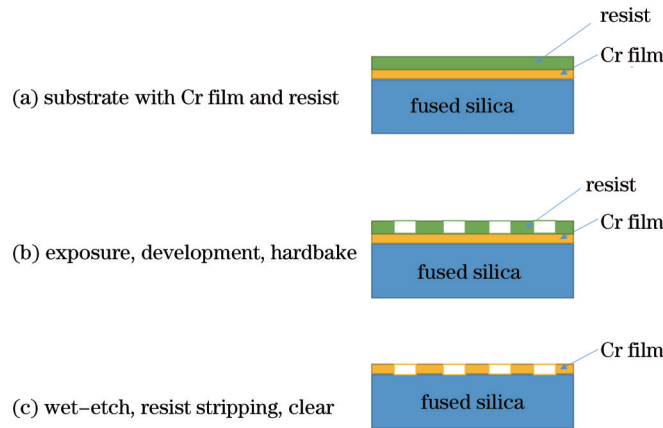 resist
Cr film
(a) substrate with Cr film and resist
fused silica
resist
Cr film
(b) exposure, development, hardbake
fused silica
Cr film
(c) wet-etch, resist stripping, clear
fused silica